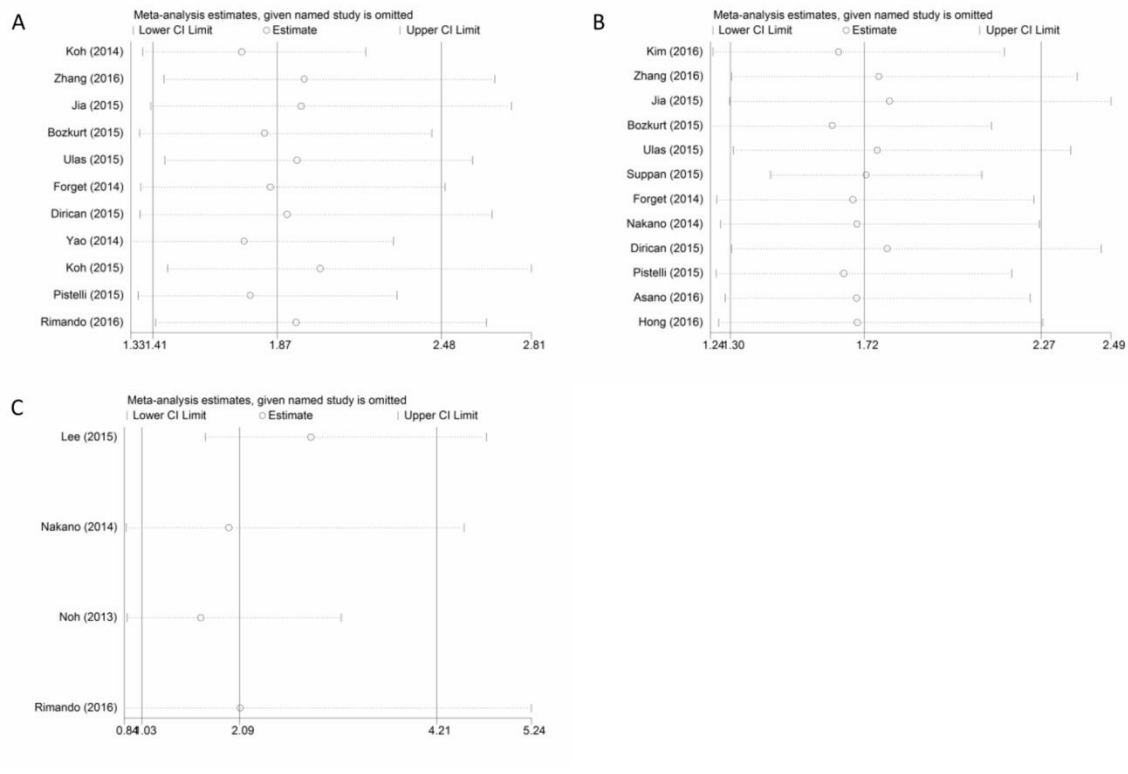 A
Meta-analysis estimates, given named study is omitted
Lower CI Limit Estimate Upper CI Limit
Koh (2014)
Zhang (2016)
Jia (2015)
Bozkurt (2015)
Ulas (2015)
Forget (2014)
Dirican (2015)
Yao (2014)
Koh (2015)
Pistelli (2015)
Rimando (2016)
1.33 1.41 1.87 2.48 2.81
B
Meta-analysis estimates, given named study is omitted
Lower CI Limit Estimate Upper CI Limit
Kim (2016)
Zhang (2016)
Jia (2015)
Bozkurt (2015)
Ulas (2015)
Suppan (2015)
Forget (2014)
Nakano (2014)
Dirican (2015)
Pistelli (2015)
Asano (2016)
Hong (2016)
1.24 1.30 1.72 2.27 2.49
C
Meta-analysis estimates, given named study is omitted
Lower CI Limit Estimate Upper CI Limit
Lee (2015)
Nakano (2014)
Noh (2013)
Rimando (2016)
0.84 1.03 2.09 4.21 5.24